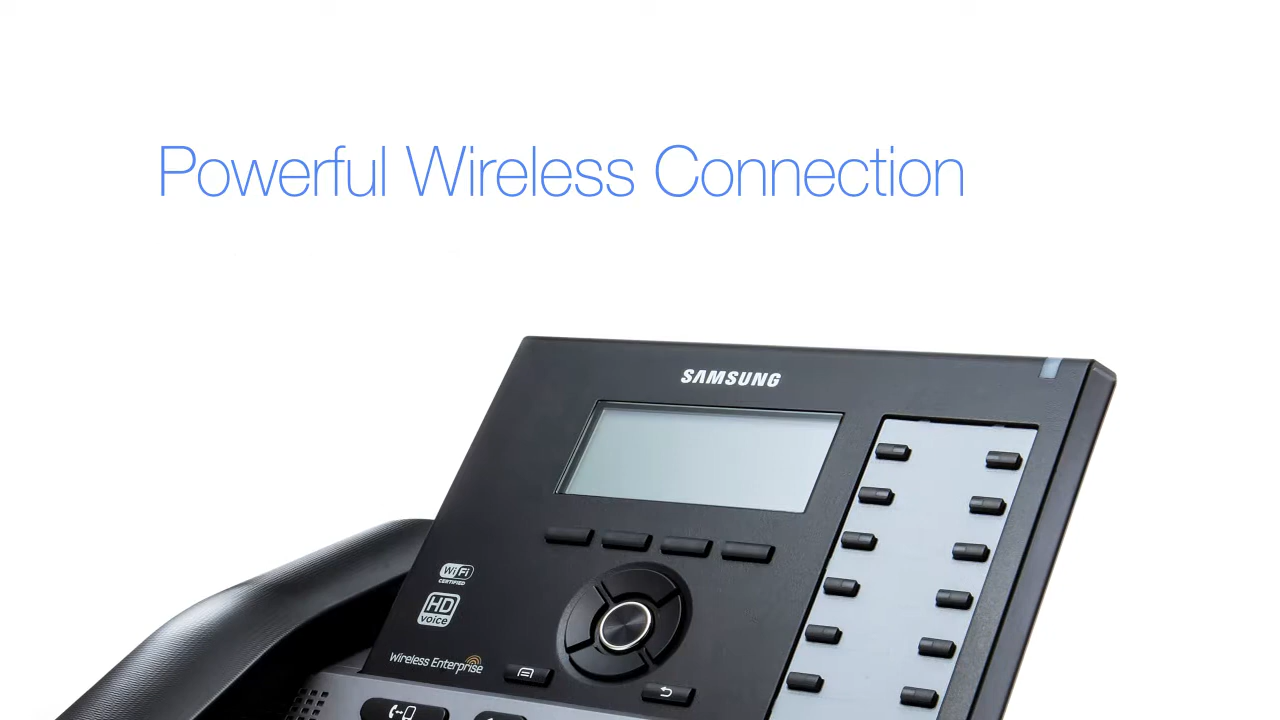 Powerful Wireless Connection
SAMSUNG
WiFi
CERTIFIED
HD
voice
Wireless Enterprise